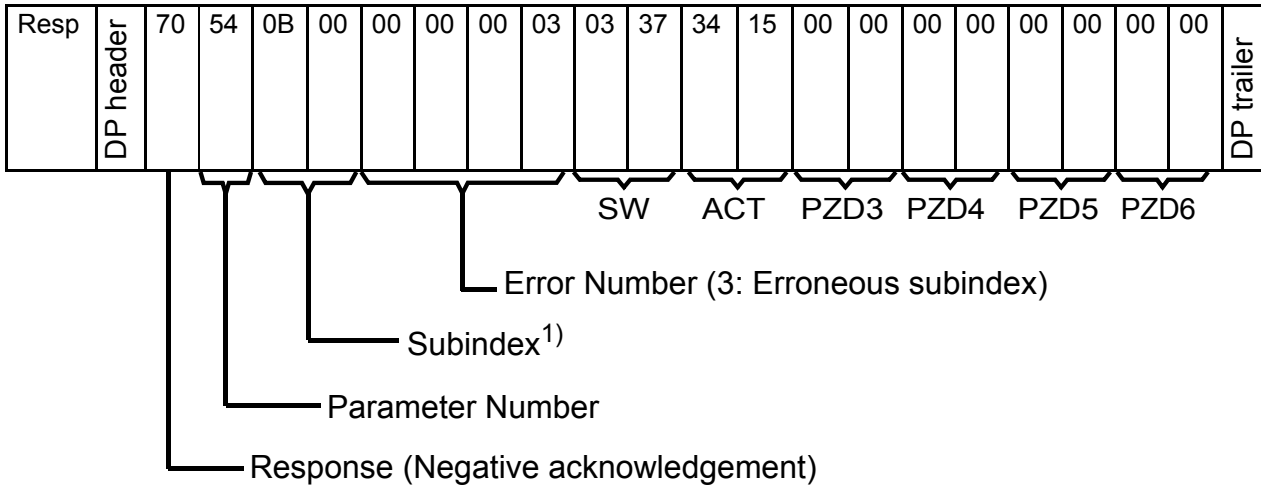 Resp DP header 70 54 0B 00 00 00 00 03 03 37 34 15 00 00 00 00 00 00 00 00 DP trailer
SW ACT PZD3 PZD4 PZD5 PZD6
Error Number (3: Erroneous subindex)
Subindex1)
Parameter Number
Response (Negative acknowledgement)